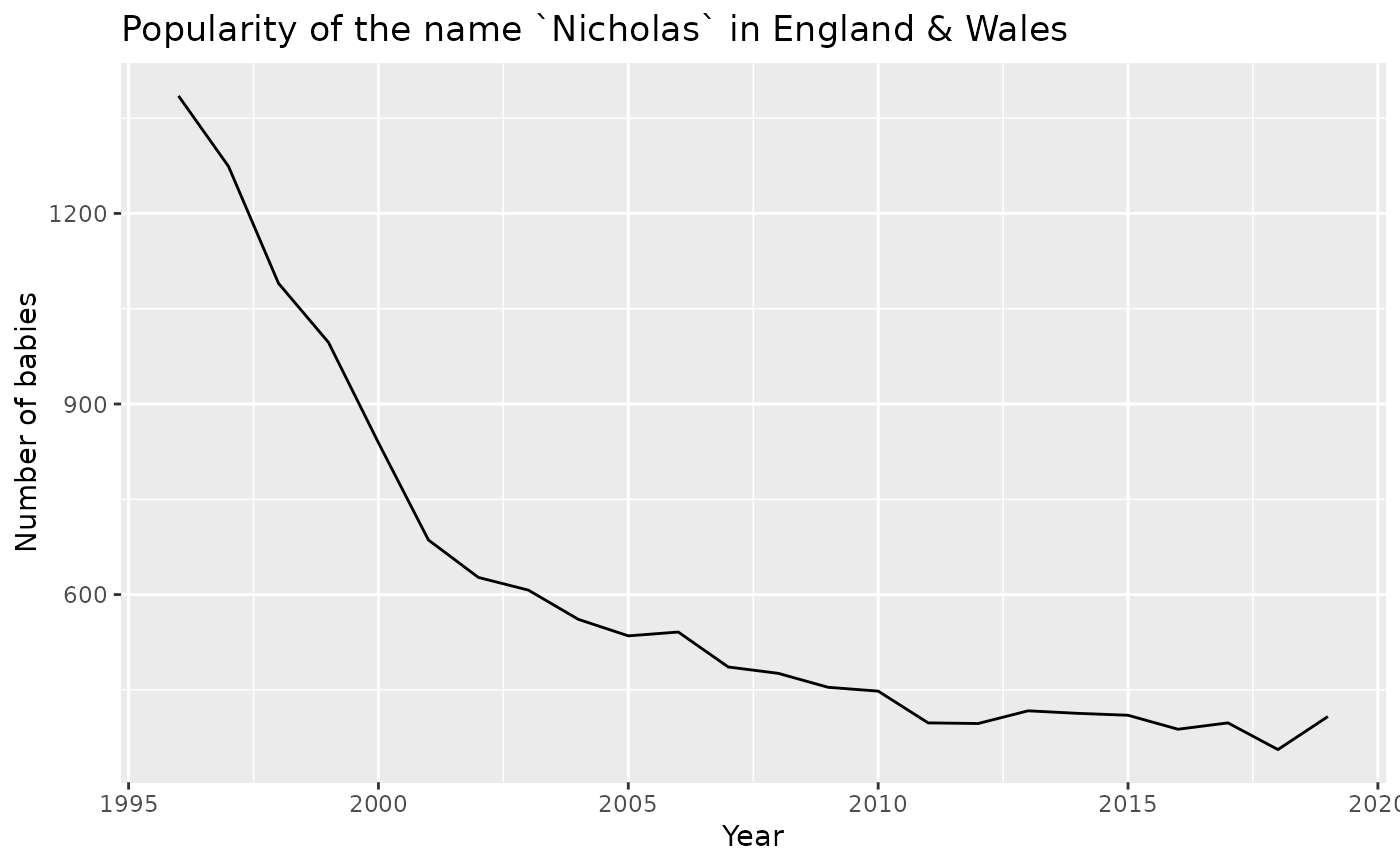 Popularity of the name `Nicholas` in England & Wales
1200
900
600
Number of babies
1995 2000 2005 2010 2015 2020
Year